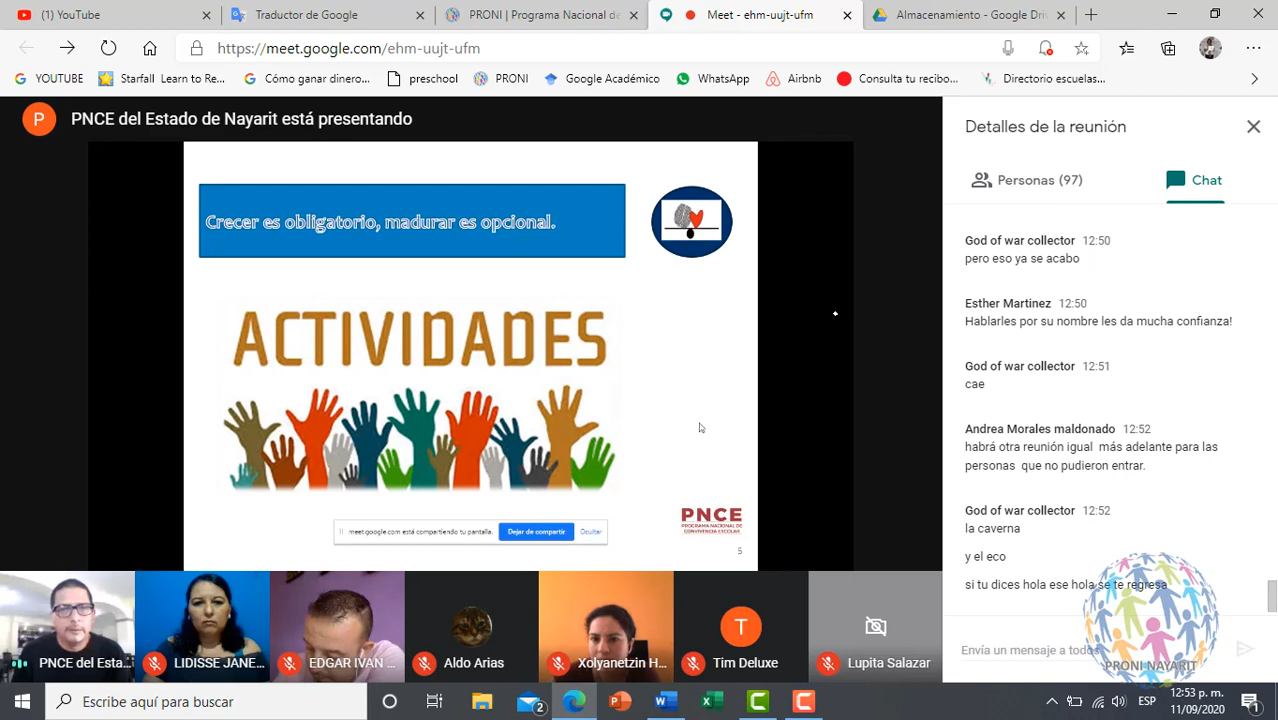 (1) YouTube
Traductor de Google
PRONI | Programa Nacional de
Meet - ehm-uujt-ufm
Almacenamiento - Google Dri
https://meet.google.com/ehm-uujt-ufm
YOUTUBE
Starfall Learn to Re...
Cómo ganar dinero...
preschool
PRONI
Google Académico
WhatsApp
Airbnb
Consulta tu recibo...
Directorio escuelas...
P
PNCE del Estado de Nayarit está presentando
Crecer es obligatorio, madurar es opcional.
ACTIVIDADES
meet.google.com está compartiendo tu pantalla.
Dejar de compartir
Ocultar
PNCE
PROGRAMA NACIONAL DE
CONVIVENCIA ESCOLAR
5
Detalles de la reunión
Personas (97)
Chat
God of war collector 12:50
pero eso ya se acabo
Esther Martinez 12:50
Hablarles por su nombre les da mucha confianza!
God of war collector 12:51
cae
Andrea Morales maldonado 12:52
habrá otra reunión igual más adelante para las
personas que no pudieron entrar.
God of war collector 12:52
la caverna
y el eco
si tu dices hola ese hola se te regresa
Envía un mensaje a todos
PRONI NAYARIT
PNCE del Esta...
LIDISSE JANE...
EDGAR IVAN ...
Aldo Arias
Xolyanetzin H...
T
Tim Deluxe
Lupita Salazar
Escribe aquí para buscar
2
ESP
12:53 p. m.
11/09/2020
1